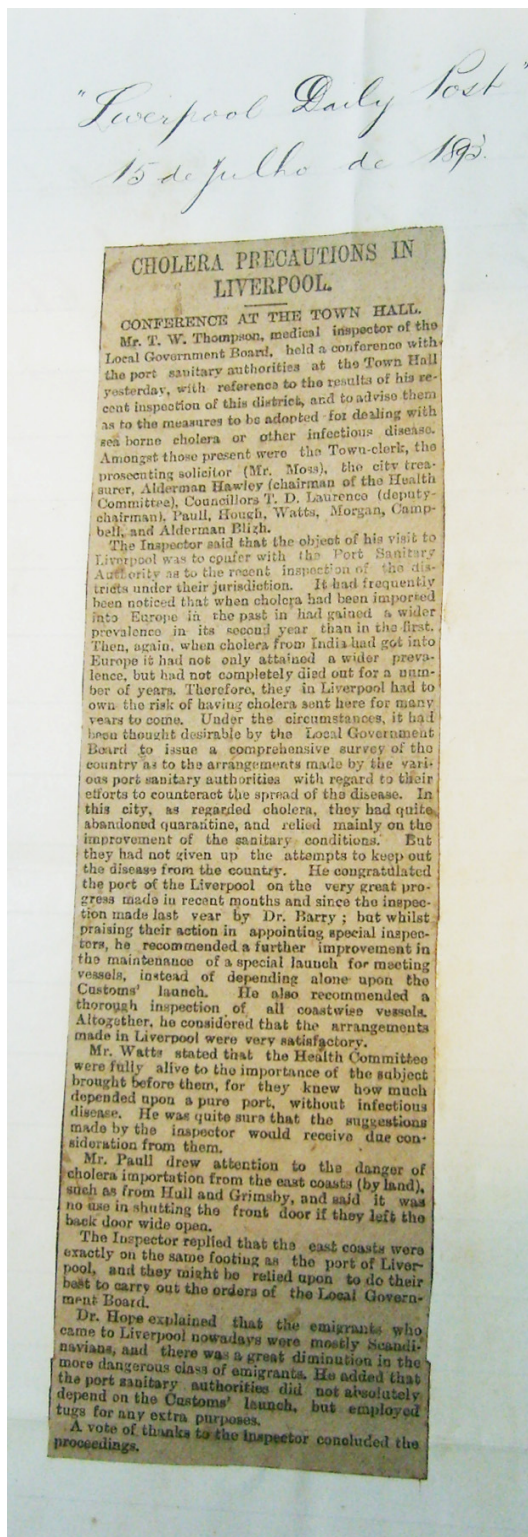 "Liverpool Daily Post"
15 de Julho de 1893.
CHOLERA PRECAUTIONS IN
LIVERPOOL.
CONFERENCE AT THE TOWN HALL.
Mr. T. W. Thompson, medical inspector of the
Local Government Board, held a conference with
the port sanitary authorities at the Town Hall
yesterday, with reference to the results of his re-
cent inspection of this district, and to advise them
as to the measures to be adopted for dealing with
sea borne cholera or other infectious disease.
Amongst those present were the Town-clerk, the
prosecuting solicitor (Mr. Moss), the city trea-
surer, Alderman Hawley (chairman of the Health
Committee), Councillors T. D. Laurence (deputy-
chairman), Paull, Hough, Watts, Morgan, Camp-
bell, and Alderman Bligh.
The Inspector said that the object of his visit to
Liverpool was to confer with the Port Sanitary
Authority as to the recent inspection of the dis-
tricts under their jurisdiction. It had frequently
been noticed that when cholera had been imported
into Europe in the past in had gained a wider
prevalence in its second year than in the first.
Then, again, when cholera from India had got into
Europe it had not only attained a wider preva-
lence, but had not completely died out for a num-
ber of years. Therefore, they in Liverpool had to
own the risk of having cholera sent here for many
years to come. Under the circumstances, it had
been thought desirable by the Local Government
Board to issue a comprehensive survey of the
country as to the arrangements made by the vari-
ous port sanitary authorities with regard to their
efforts to counteract the spread of the disease. In
this city, as regarded cholera, they had quite
abandoned quarantine, and relied mainly on the
improvement of the sanitary conditions. But
they had not given up the attempts to keep out
the disease from the country. He congratulated
the port of the Liverpool on the very great pro-
gress made in recent months and since the inspec-
tion made last year by Dr. Barry; but whilst
praising their action in appointing special inspec-
tors, he recommended a further improvement in
the maintenance of a special launch for meeting
vessels, instead of depending alone upon the
Customs' launch. He also recommended a
thorough inspection of all coastwise vessels.
Altogether, he considered that the arrangements
made in Liverpool were very satisfactory.
Mr. Watts stated that the Health Committee
were fully alive to the importance of the subject
brought before them, for they knew how much
depended upon a pure port, without infectious
disease. He was quite sure that the suggestions
made by the inspector would receive due con-
sideration from them.
Mr. Paull drew attention to the danger of
cholera importation from the east coasts (by land),
such as from Hull and Grimsby, and said it was
no use in shutting the front door if they left the
back door wide open.
The Inspector replied that the east coasts were
exactly on the same footing as the port of Liver-
pool, and they might be relied upon to do their
best to carry out the orders of the Local Govern-
ment Board.
Dr. Hope explained that the emigrants who
came to Liverpool nowadays were mostly Scandi-
navians, and there was a great diminution in the
more dangerous class of emigrants. He added that
the port sanitary authorities did not absolutely
depend on the Customs' launch, but employed
tugs for any extra purposes.
A vote of thanks to the Inspector concluded the
proceedings.